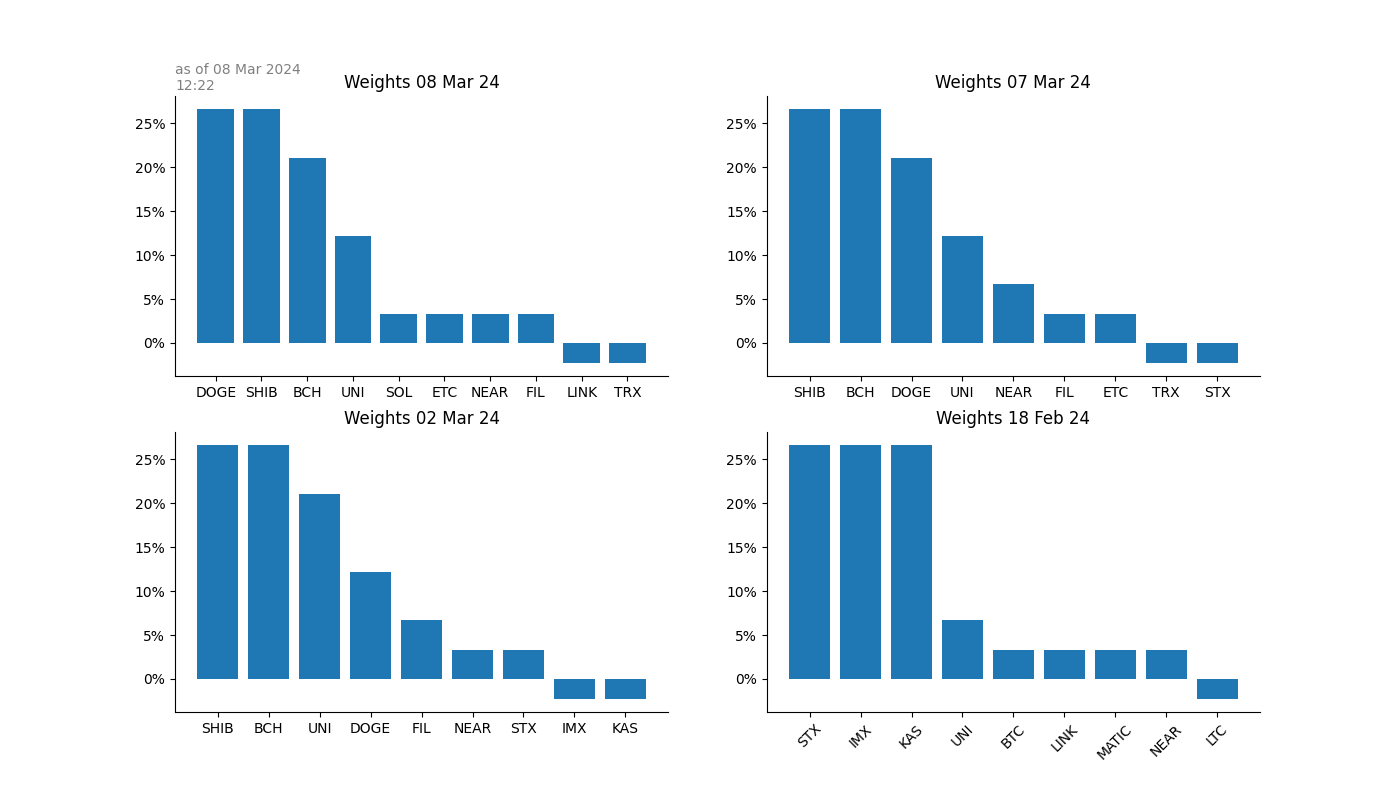 as of 08 Mar 2024
12:22
Weights 08 Mar 24
25%
20%
15%
10%
5%
0%
DOGE SHIB BCH UNI SOL ETC NEAR FIL LINK TRX
Weights 07 Mar 24
25%
20%
15%
10%
5%
0%
SHIB BCH DOGE UNI NEAR FIL ETC TRX STX
Weights 02 Mar 24
25%
20%
15%
10%
5%
0%
SHIB BCH UNI DOGE FIL NEAR STX IMX KAS
Weights 18 Feb 24
25%
20%
15%
10%
5%
0%
STX IMX KAS UNI BTC LINK MATIC NEAR LTC